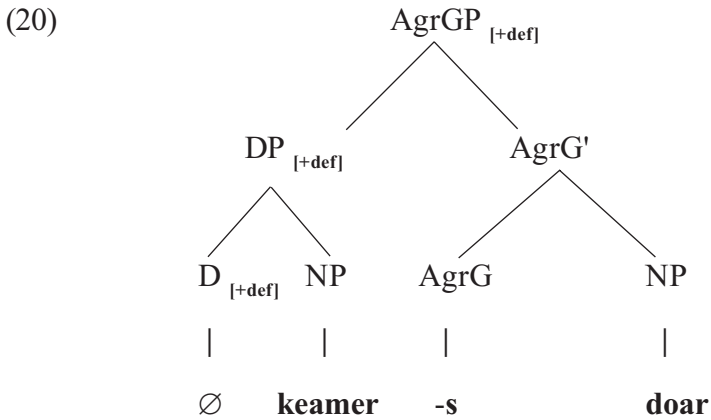 (20) AgrGP [+def]
DP [+def] AgrG'
D [+def] NP AgrG NP
| | | |
∅ keamer -s doar